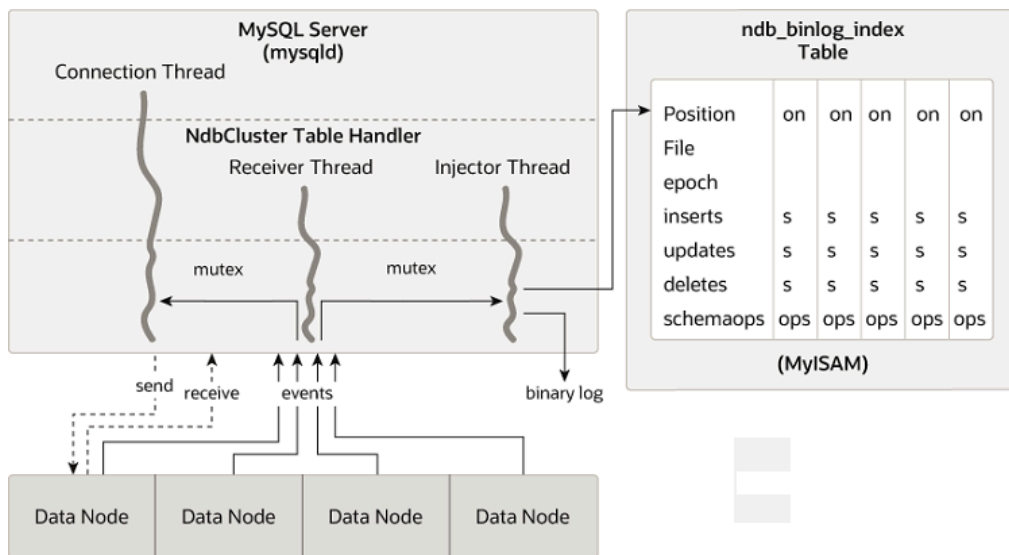 MySQL Server
(mysqld)
Connection Thread
NdbCluster Table Handler
Receiver Thread
Injector Thread
mutex
mutex
send
receive
events
binary log
Data Node
Data Node
Data Node
Data Node
ndb_binlog_index
Table
Position on on on on on
File
epoch
inserts s s s s s
updates s s s s s
deletes s s s s s
schemaops ops ops ops ops ops
(MyISAM)